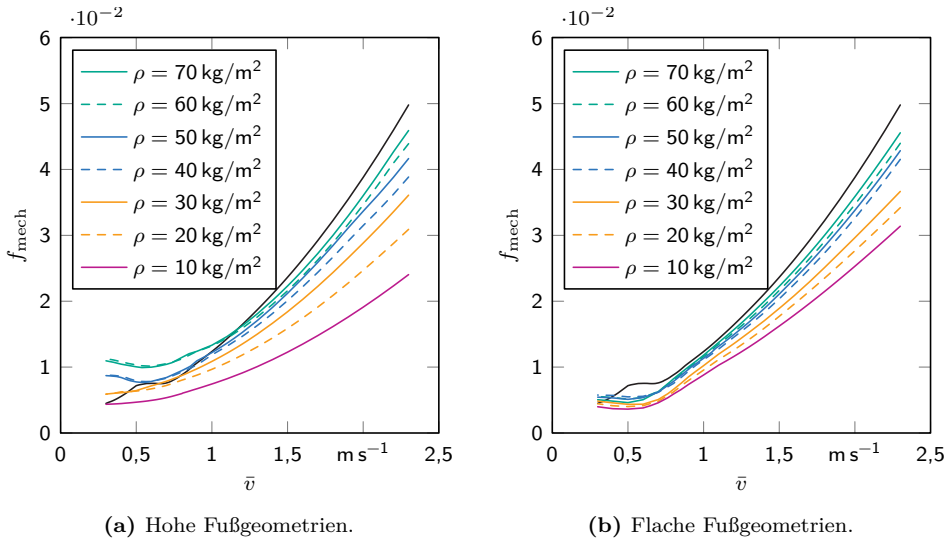 ·10⁻²
6
5
4
3
2
1
0
f_mech
ρ = 70 kg/m²
ρ = 60 kg/m²
ρ = 50 kg/m²
ρ = 40 kg/m²
ρ = 30 kg/m²
ρ = 20 kg/m²
ρ = 10 kg/m²
0 0,5 1 1,5 m s⁻¹ 2,5
v̄
(a) Hohe Fußgeometrien.
·10⁻²
6
5
4
3
2
1
0
f_mech
ρ = 70 kg/m²
ρ = 60 kg/m²
ρ = 50 kg/m²
ρ = 40 kg/m²
ρ = 30 kg/m²
ρ = 20 kg/m²
ρ = 10 kg/m²
0 0,5 1 1,5 m s⁻¹ 2,5
v̄
(b) Flache Fußgeometrien.